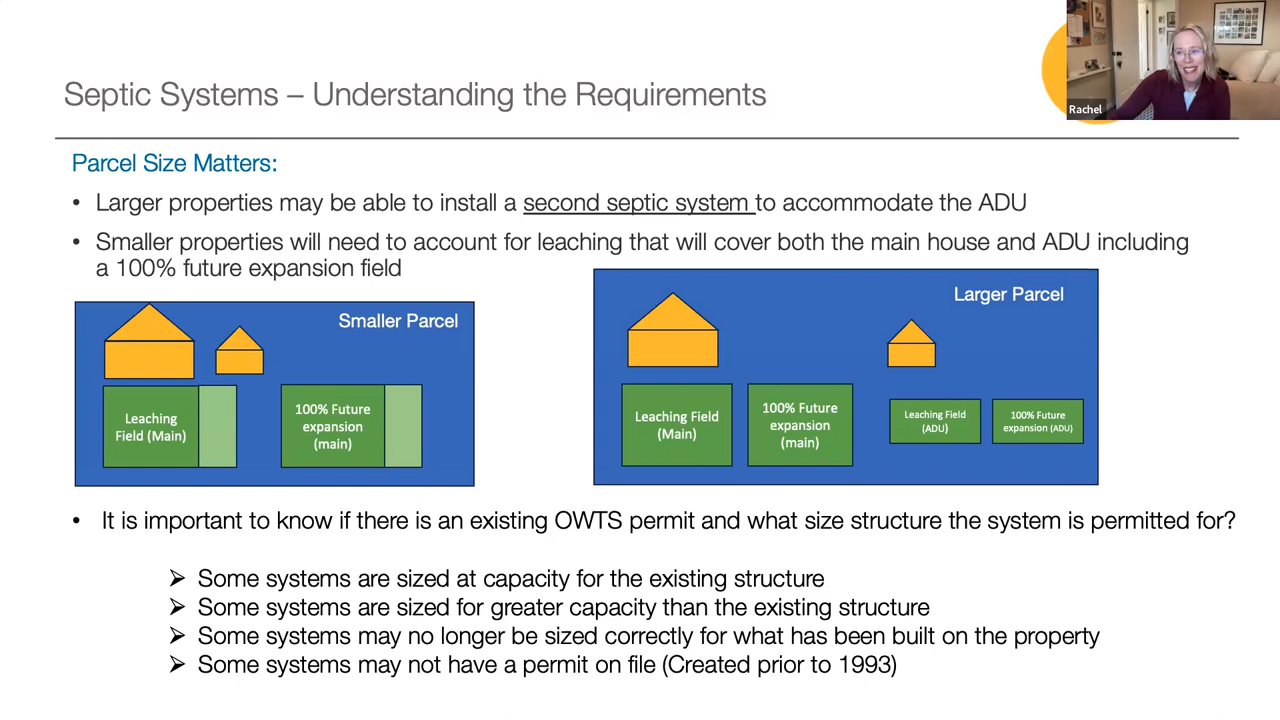 Rachel
Septic Systems – Understanding the Requirements
Parcel Size Matters:
• Larger properties may be able to install a second septic system to accommodate the ADU
• Smaller properties will need to account for leaching that will cover both the main house and ADU including
a 100% future expansion field
Smaller Parcel
Leaching
Field (Main)
100% Future
expansion
(main)
Larger Parcel
Leaching Field
(Main)
100% Future
expansion
(main)
Leaching Field
(ADU)
100% Future
expansion (ADU)
• It is important to know if there is an existing OWTS permit and what size structure the system is permitted for?
➢ Some systems are sized at capacity for the existing structure
➢ Some systems are sized for greater capacity than the existing structure
➢ Some systems may no longer be sized correctly for what has been built on the property
➢ Some systems may not have a permit on file (Created prior to 1993)